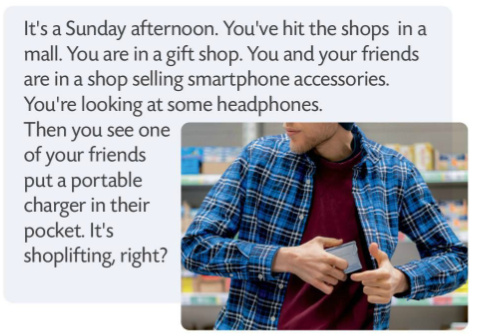 It's a Sunday afternoon. You've hit the shops in a
mall. You are in a gift shop. You and your friends
are in a shop selling smartphone accessories.
You're looking at some headphones.
Then you see one
of your friends
put a portable
charger in their
pocket. It's
shoplifting, right?